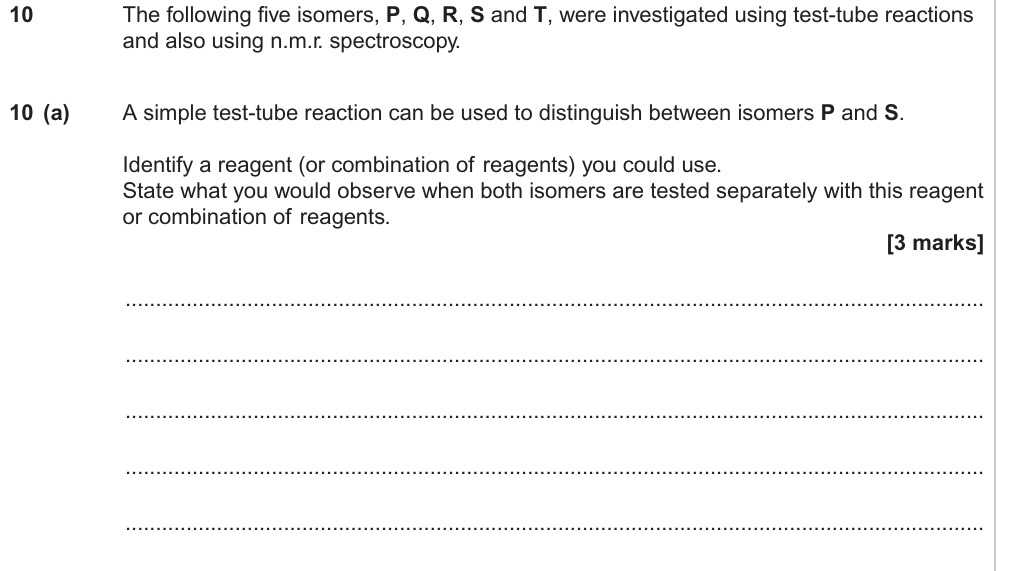 10 The following five isomers, P, Q, R, S and T, were investigated using test-tube reactions
and also using n.m.r. spectroscopy.
10 (a) A simple test-tube reaction can be used to distinguish between isomers P and S.
Identify a reagent (or combination of reagents) you could use.
State what you would observe when both isomers are tested separately with this reagent
or combination of reagents.
[3 marks]